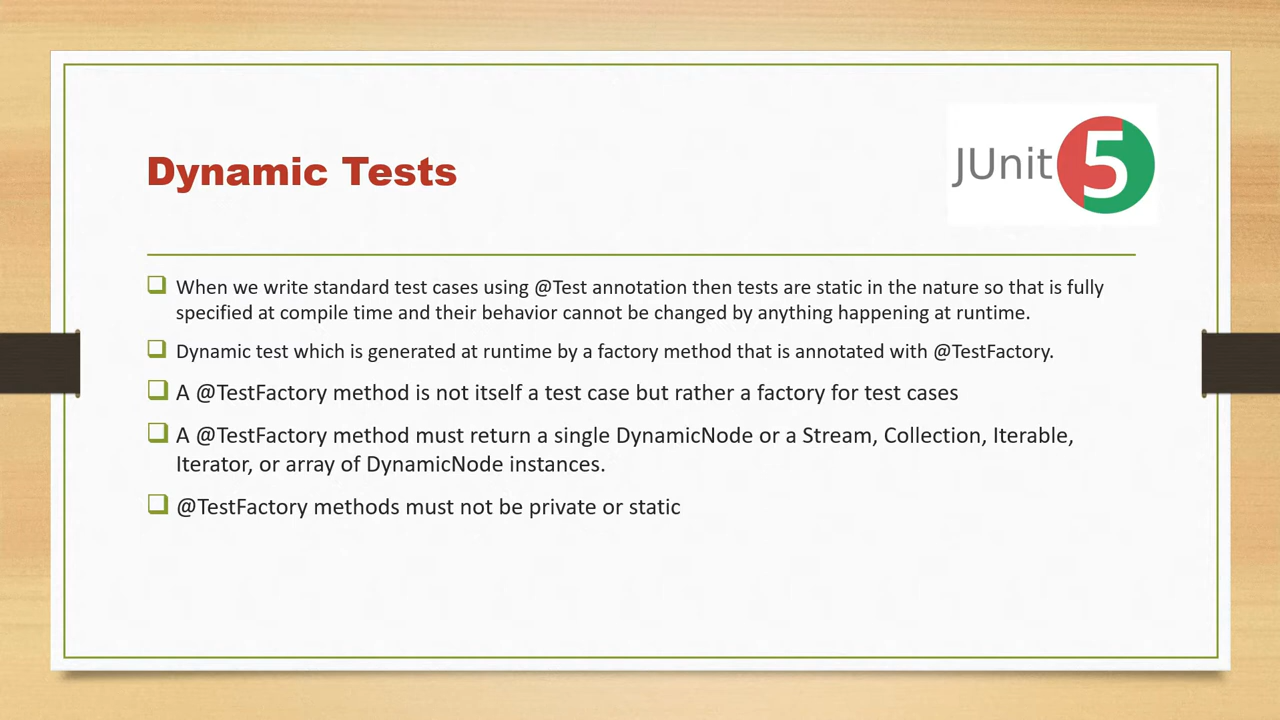 Dynamic Tests
JUnit 5
When we write standard test cases using @Test annotation then tests are static in the nature so that is fully
specified at compile time and their behavior cannot be changed by anything happening at runtime.
Dynamic test which is generated at runtime by a factory method that is annotated with @TestFactory.
A @TestFactory method is not itself a test case but rather a factory for test cases
A @TestFactory method must return a single DynamicNode or a Stream, Collection, Iterable,
Iterator, or array of DynamicNode instances.
@TestFactory methods must not be private or static